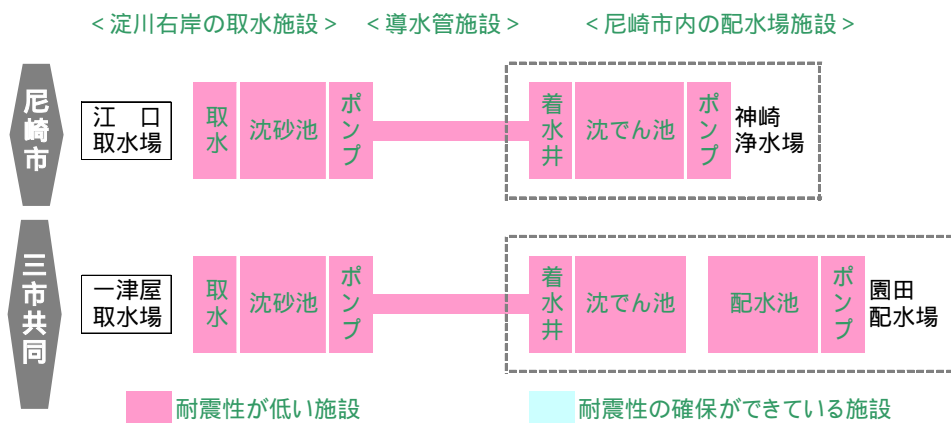 <淀川右岸の取水施設> <導水管施設> <尼崎市内の配水場施設>
尼崎市
江 口
取水場
取水
沈砂池
ポンプ
着水井
沈でん池
ポンプ
神崎
浄水場
三市共同
一津屋
取水場
取水
沈砂池
ポンプ
着水井
沈でん池
配水池
ポンプ
園田
配水場
耐震性が低い施設
耐震性の確保ができている施設